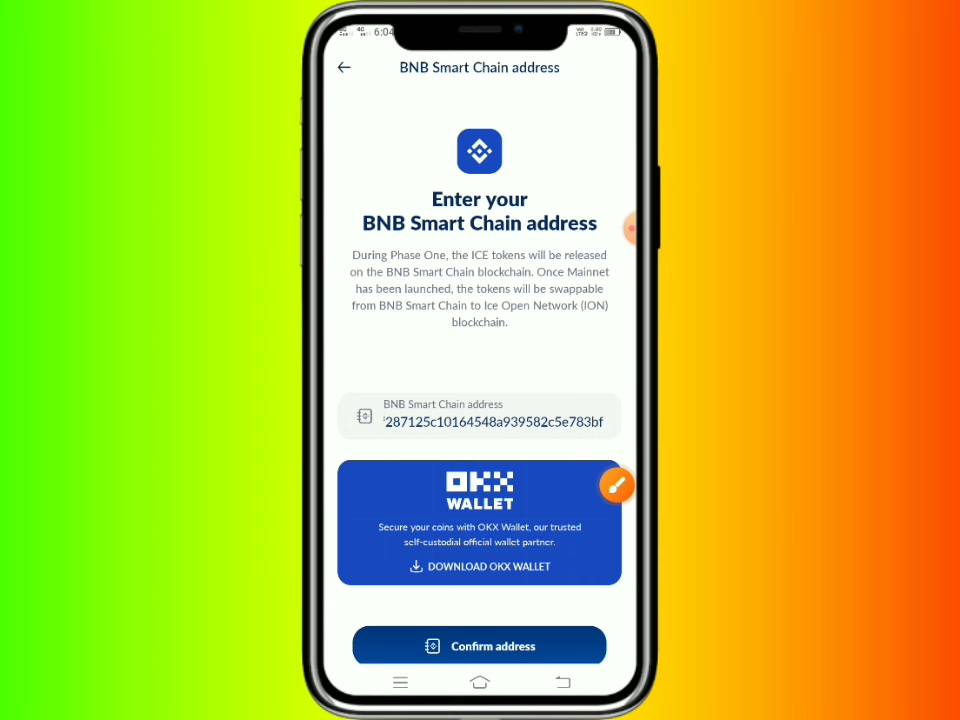 4G 4G 6:04
BNB Smart Chain address
Enter your
BNB Smart Chain address
During Phase One, the ICE tokens will be released
on the BNB Smart Chain blockchain. Once Mainnet
has been launched, the tokens will be swappable
from BNB Smart Chain to Ice Open Network (ION)
blockchain.
BNB Smart Chain address
287125c10164548a939582c5e783bf
OKX
WALLET
Secure your coins with OKX Wallet, our trusted
self-custodial official wallet partner.
DOWNLOAD OKX WALLET
Confirm address